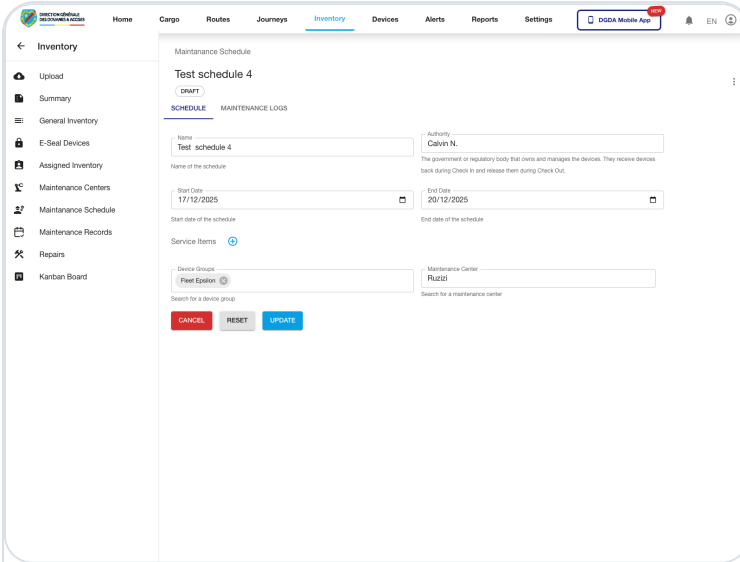 DIRECTION GÉNÉRALE
DES DOUANES & ACCISES
Home
Cargo
Routes
Journeys
Inventory
Devices
Alerts
Reports
Settings
DGDA Mobile App
NEW
EN
Inventory
Upload
Summary
General Inventory
E-Seal Devices
Assigned Inventory
Maintenance Centers
Maintanance Schedule
Maintenance Records
Repairs
Kanban Board
Maintanance Schedule
Test schedule 4
DRAFT
SCHEDULE
MAINTENANCE LOGS
Name
Test schedule 4
Name of the schedule
Authority
Calvin N.
The government or regulatory body that owns and manages the devices. They receive devices
back during Check In and release them during Check Out.
Start Date
17/12/2025
Start date of the schedule
End Date
20/12/2025
End date of the schedule
Service Items
Device Groups
Fleet Epsilon
Search for a device group
Maintenance Center
Ruzizi
Search for a maintenance center
CANCEL
RESET
UPDATE